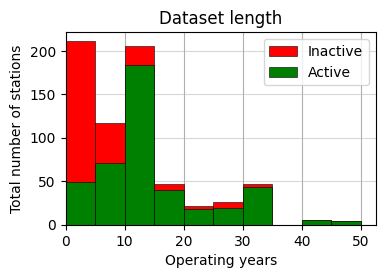 Dataset length
Total number of stations
200
150
100
50
0
Inactive
Active
0 10 20 30 40 50
Operating years